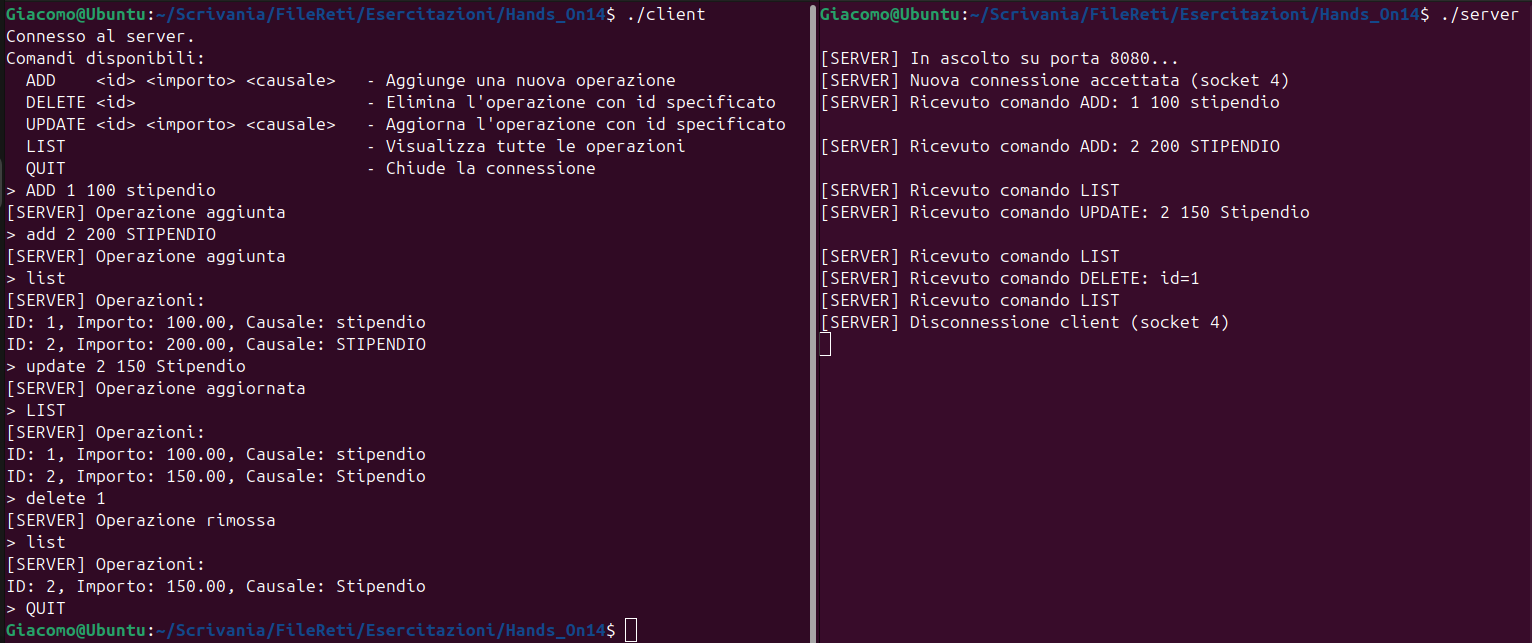 Giacomo@Ubuntu:~/Scrivania/FileReti/Esercitazioni/Hands_On14$ ./client
Connesso al server.
Comandi disponibili:
  ADD    <id> <importo> <causale>   - Aggiunge una nuova operazione
  DELETE <id>                       - Elimina l'operazione con id specificato
  UPDATE <id> <importo> <causale>   - Aggiorna l'operazione con id specificato
  LIST                              - Visualizza tutte le operazioni
  QUIT                              - Chiude la connessione
> ADD 1 100 stipendio
[SERVER] Operazione aggiunta
> add 2 200 STIPENDIO
[SERVER] Operazione aggiunta
> list
[SERVER] Operazioni:
ID: 1, Importo: 100.00, Causale: stipendio
ID: 2, Importo: 200.00, Causale: STIPENDIO
> update 2 150 Stipendio
[SERVER] Operazione aggiornata
> LIST
[SERVER] Operazioni:
ID: 1, Importo: 100.00, Causale: stipendio
ID: 2, Importo: 150.00, Causale: Stipendio
> delete 1
[SERVER] Operazione rimossa
> list
[SERVER] Operazioni:
ID: 2, Importo: 150.00, Causale: Stipendio
> QUIT
Giacomo@Ubuntu:~/Scrivania/FileReti/Esercitazioni/Hands_On14$
Giacomo@Ubuntu:~/Scrivania/FileReti/Esercitazioni/Hands_On14$ ./server
[SERVER] In ascolto su porta 8080...
[SERVER] Nuova connessione accettata (socket 4)
[SERVER] Ricevuto comando ADD: 1 100 stipendio
[SERVER] Ricevuto comando ADD: 2 200 STIPENDIO
[SERVER] Ricevuto comando LIST
[SERVER] Ricevuto comando UPDATE: 2 150 Stipendio
[SERVER] Ricevuto comando LIST
[SERVER] Ricevuto comando DELETE: id=1
[SERVER] Ricevuto comando LIST
[SERVER] Disconnessione client (socket 4)